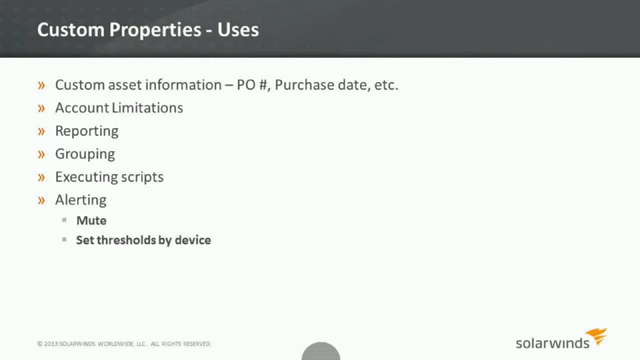 Custom Properties - Uses
» Custom asset information – PO #, Purchase date, etc.
» Account Limitations
» Reporting
» Grouping
» Executing scripts
» Alerting
▪ Mute
▪ Set thresholds by device
© 2013 SOLARWINDS WORLDWIDE, LLC. ALL RIGHTS RESERVED.
solarwinds